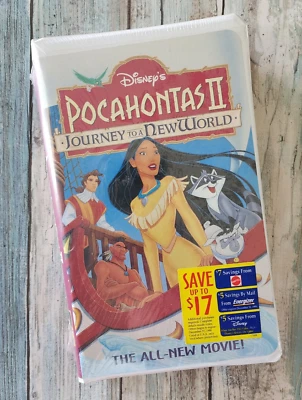 Disney's
POCAHONTAS II
JOURNEY TO A NEW WORLD
SAVE
UP TO
$17
$7 Savings From
$5 Savings By Mail
From Energizer
$5 Savings From
Disney
THE ALL-NEW MOVIE!